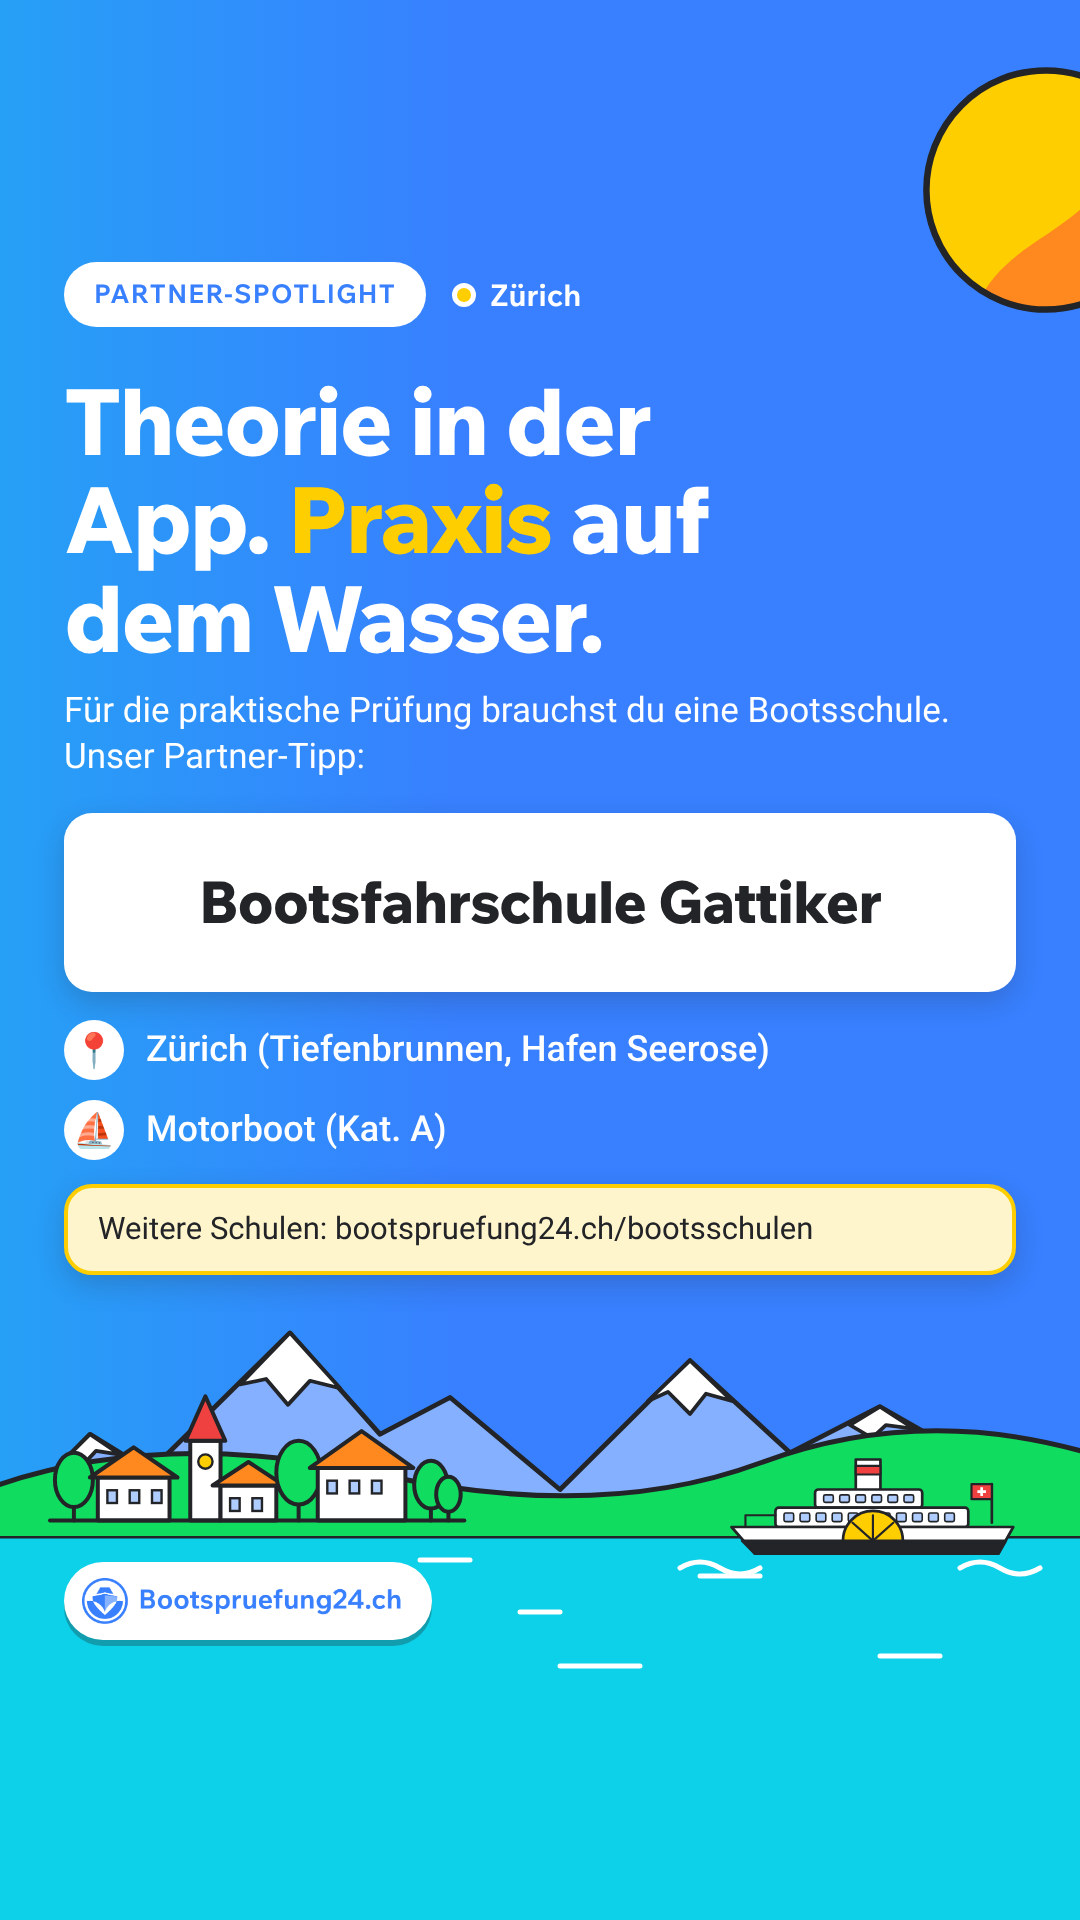 PARTNER-SPOTLIGHT
Zürich
Theorie in der
App. Praxis auf
dem Wasser.
Für die praktische Prüfung brauchst du eine Bootsschule.
Unser Partner-Tipp:
Bootsfahrschule Gattiker
Zürich (Tiefenbrunnen, Hafen Seerose)
Motorboot (Kat. A)
Weitere Schulen: bootspruefung24.ch/bootsschulen
Bootspruefung24.ch